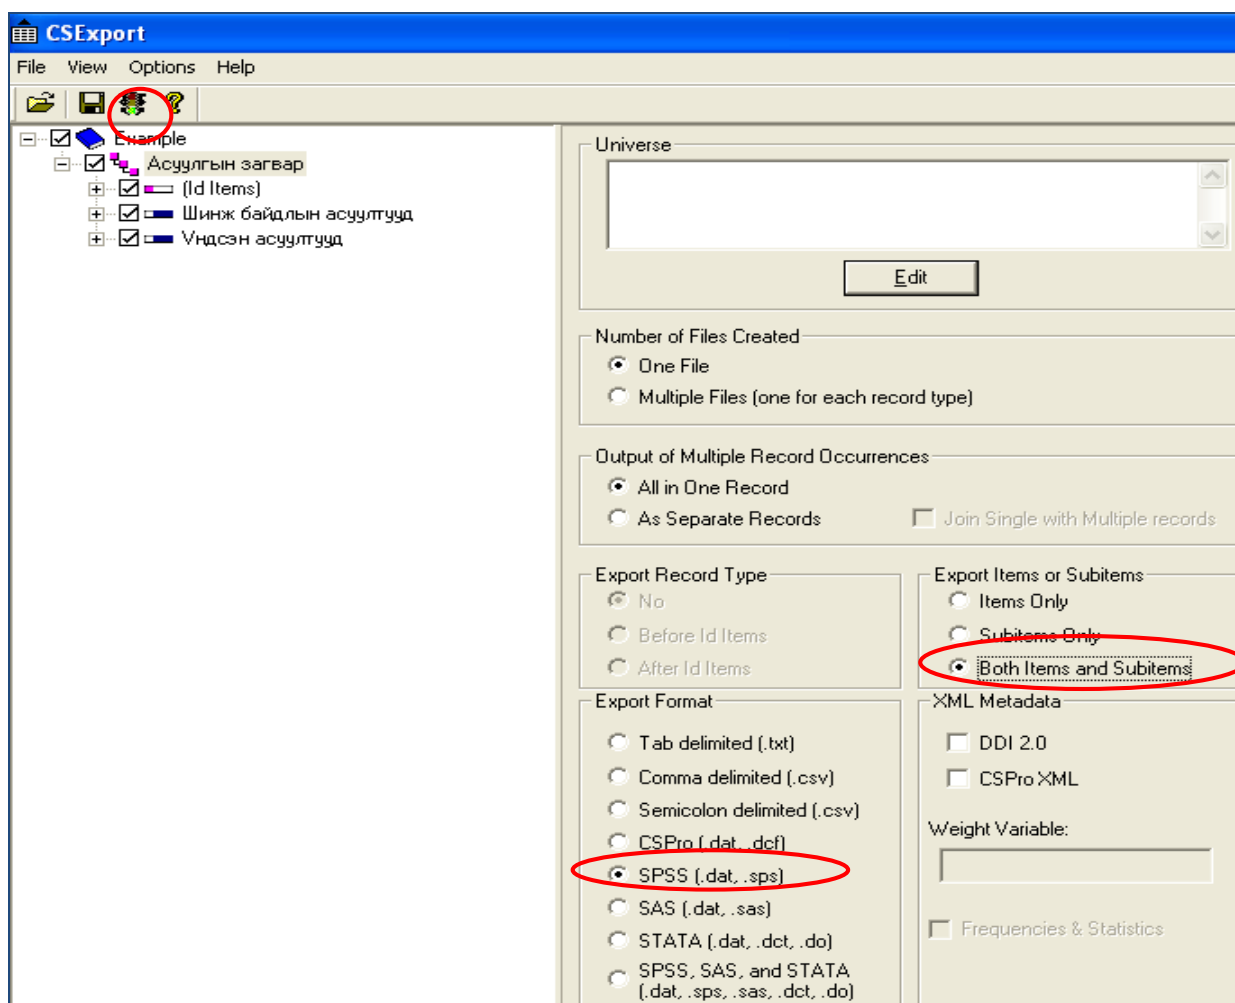 CSExport
File View Options Help
Example
Асуулгын загвар
(Id Items)
Шинж байдлын асуултууд
Vндсэн асуултууд
Universe
Edit
Number of Files Created
One File
Multiple Files (one for each record type)
Output of Multiple Record Occurrences
All in One Record
As Separate Records
Join Single with Multiple records
Export Record Type
No
Before Id Items
After Id Items
Export Items or Subitems
Items Only
Subitems Only
Both Items and Subitems
Export Format
Tab delimited (.txt)
Comma delimited (.csv)
Semicolon delimited (.csv)
CSPro (.dat, .dcf)
SPSS (.dat, .sps)
SAS (.dat, .sas)
STATA (.dat, .dct, .do)
SPSS, SAS, and STATA
(.dat, .sps, .sas, .dct, .do)
XML Metadata
DDI 2.0
CSPro XML
Weight Variable:
Frequencies & Statistics